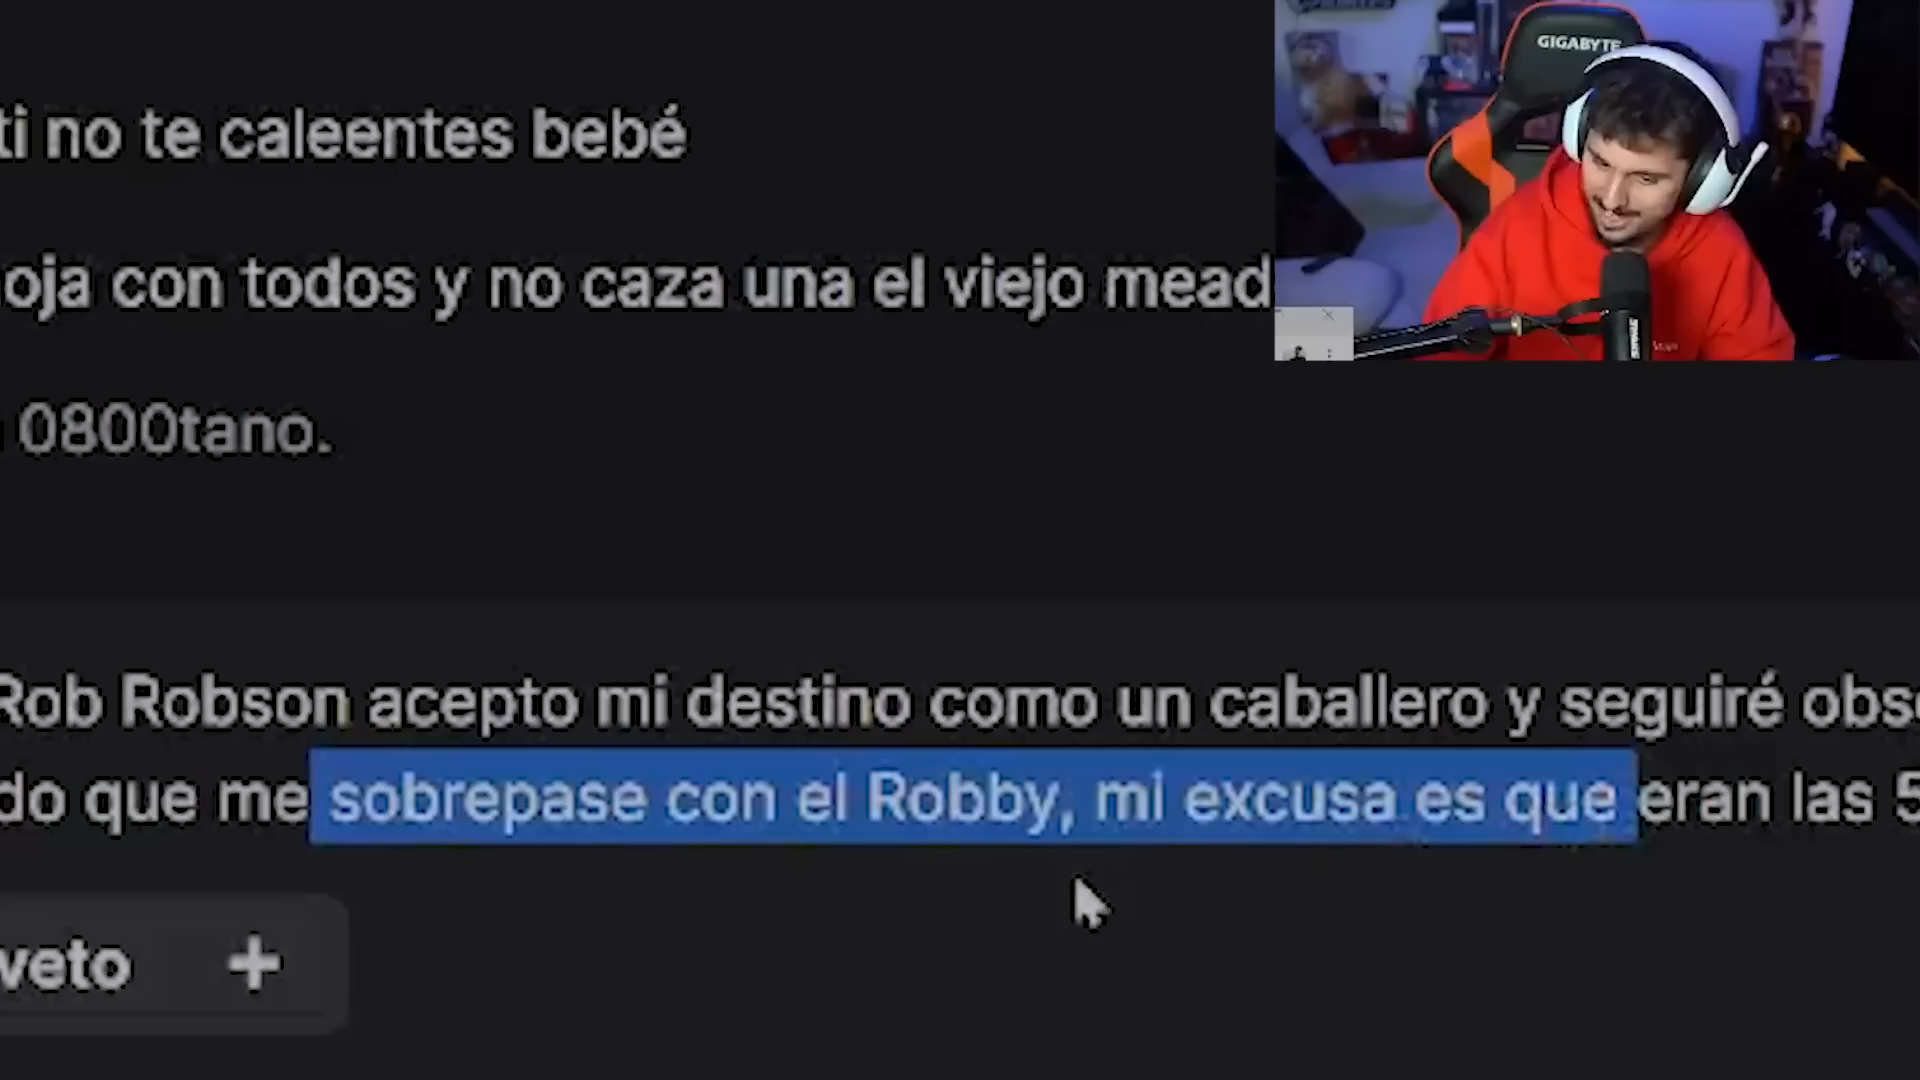 GIGABYTE
ti no te caleentes bebé
oja con todos y no caza una el viejo mead
0800tano.
Rob Robson acepto mi destino como un caballero y seguiré obse
do que me sobrepase con el Robby, mi excusa es que eran las 5
veto +